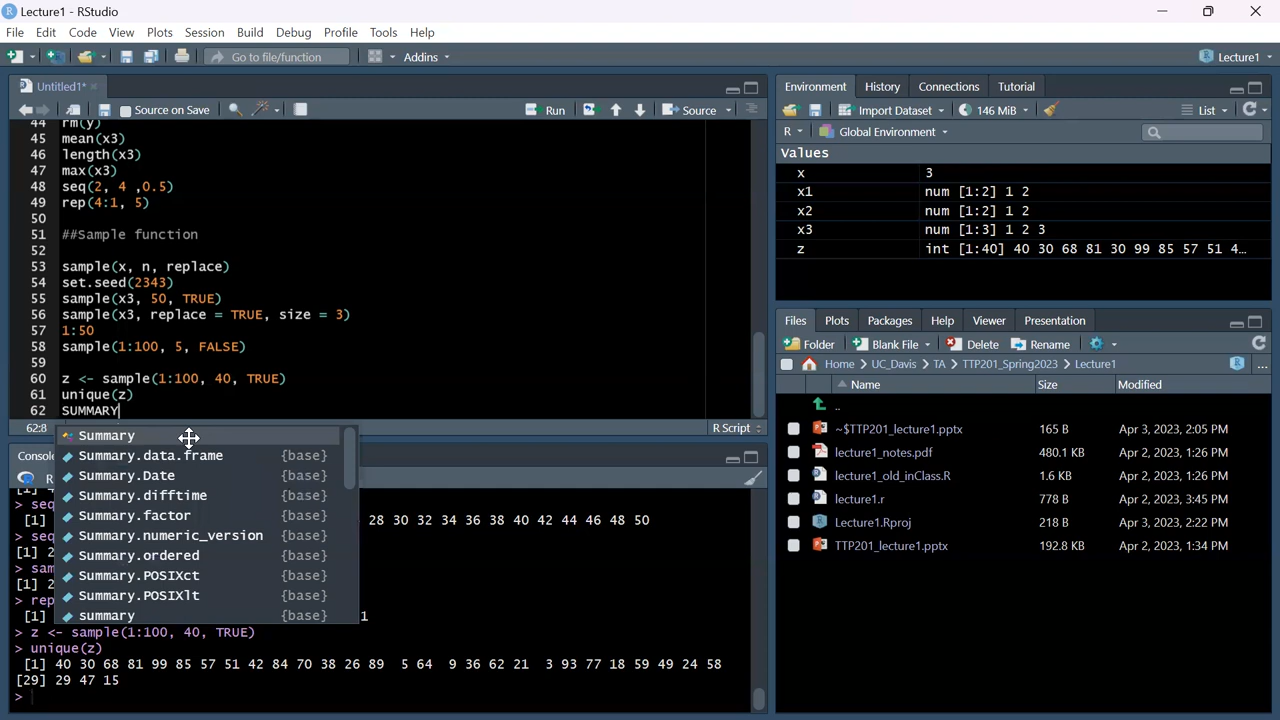 Lecture1 - RStudio
File Edit Code View Plots Session Build Debug Profile Tools Help
Go to file/function Addins Lecture1
Untitled1*
Source on Save Run Source
44 rm(y)
45 mean(x3)
46 length(x3)
47 max(x3)
48 seq(2, 4 ,0.5)
49 rep(4:1, 5)
50
51 ##Sample function
52
53 sample(x, n, replace)
54 set.seed(2343)
55 sample(x3, 50, TRUE)
56 sample(x3, replace = TRUE, size = 3)
57 1:50
58 sample(1:100, 5, FALSE)
59
60 z <- sample(1:100, 40, TRUE)
61 unique(z)
62 SUMMARY
62:8 R Script
Summary
Summary.data.frame {base}
Summary.Date {base}
Summary.difftime {base}
Summary.factor {base}
Summary.numeric_version {base}
Summary.ordered {base}
Summary.POSIXct {base}
Summary.POSIXlt {base}
summary {base}
Console
R
> seq
[1] 28 30 32 34 36 38 40 42 44 46 48 50
> seq
[1] 2
> sam
[1] 2
> rep
[1] 1
> z <- sample(1:100, 40, TRUE)
> unique(z)
[1] 40 30 68 81 99 85 57 51 42 84 70 38 26 89 5 64 9 36 62 21 3 93 77 18 59 49 24 58
[29] 29 47 15
>
Environment History Connections Tutorial
Import Dataset 146 MiB List
R Global Environment
Values
x 3
x1 num [1:2] 1 2
x2 num [1:2] 1 2
x3 num [1:3] 1 2 3
z int [1:40] 40 30 68 81 30 99 85 57 51 4…
Files Plots Packages Help Viewer Presentation
Folder Blank File Delete Rename
Home > UC_Davis > TA > TTP201_Spring2023 > Lecture1 ...
Name Size Modified
..
~$TTP201_lecture1.pptx 165 B Apr 3, 2023, 2:05 PM
lecture1_notes.pdf 480.1 KB Apr 2, 2023, 1:26 PM
lecture1_old_inClass.R 1.6 KB Apr 2, 2023, 1:26 PM
lecture1.r 778 B Apr 2, 2023, 3:45 PM
Lecture1.Rproj 218 B Apr 3, 2023, 2:22 PM
TTP201_lecture1.pptx 192.8 KB Apr 2, 2023, 1:34 PM